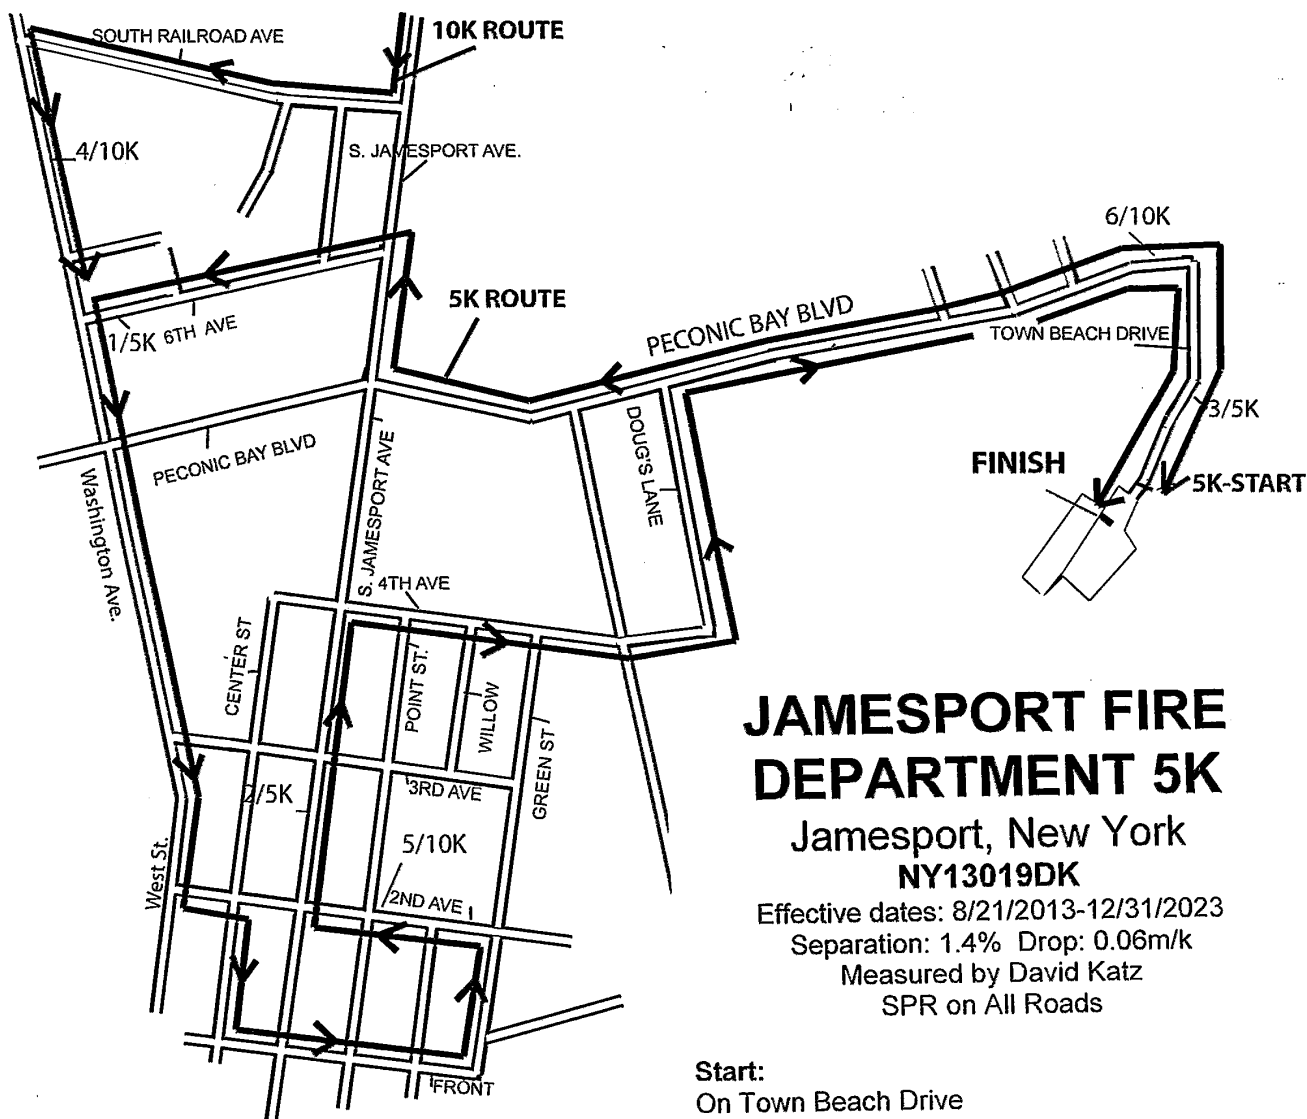 10K ROUTE
SOUTH RAILROAD AVE
4/10K
S. JAMESPORT AVE.
6/10K
5K ROUTE
PECONIC BAY BLVD
TOWN BEACH DRIVE
1/5K
6TH AVE
3/5K
PECONIC BAY BLVD
DOUG'S LANE
FINISH
5K-START
Washington Ave.
S. JAMESPORT AVE
4TH AVE
CENTER ST
POINT ST.
WILLOW
GREEN ST
3RD AVE
2/5K
5/10K
West St.
2ND AVE
FRONT
JAMESPORT FIRE
DEPARTMENT 5K
Jamesport, New York
NY13019DK
Effective dates: 8/21/2013-12/31/2023
Separation: 1.4% Drop: 0.06m/k
Measured by David Katz
SPR on All Roads
Start:
On Town Beach Drive